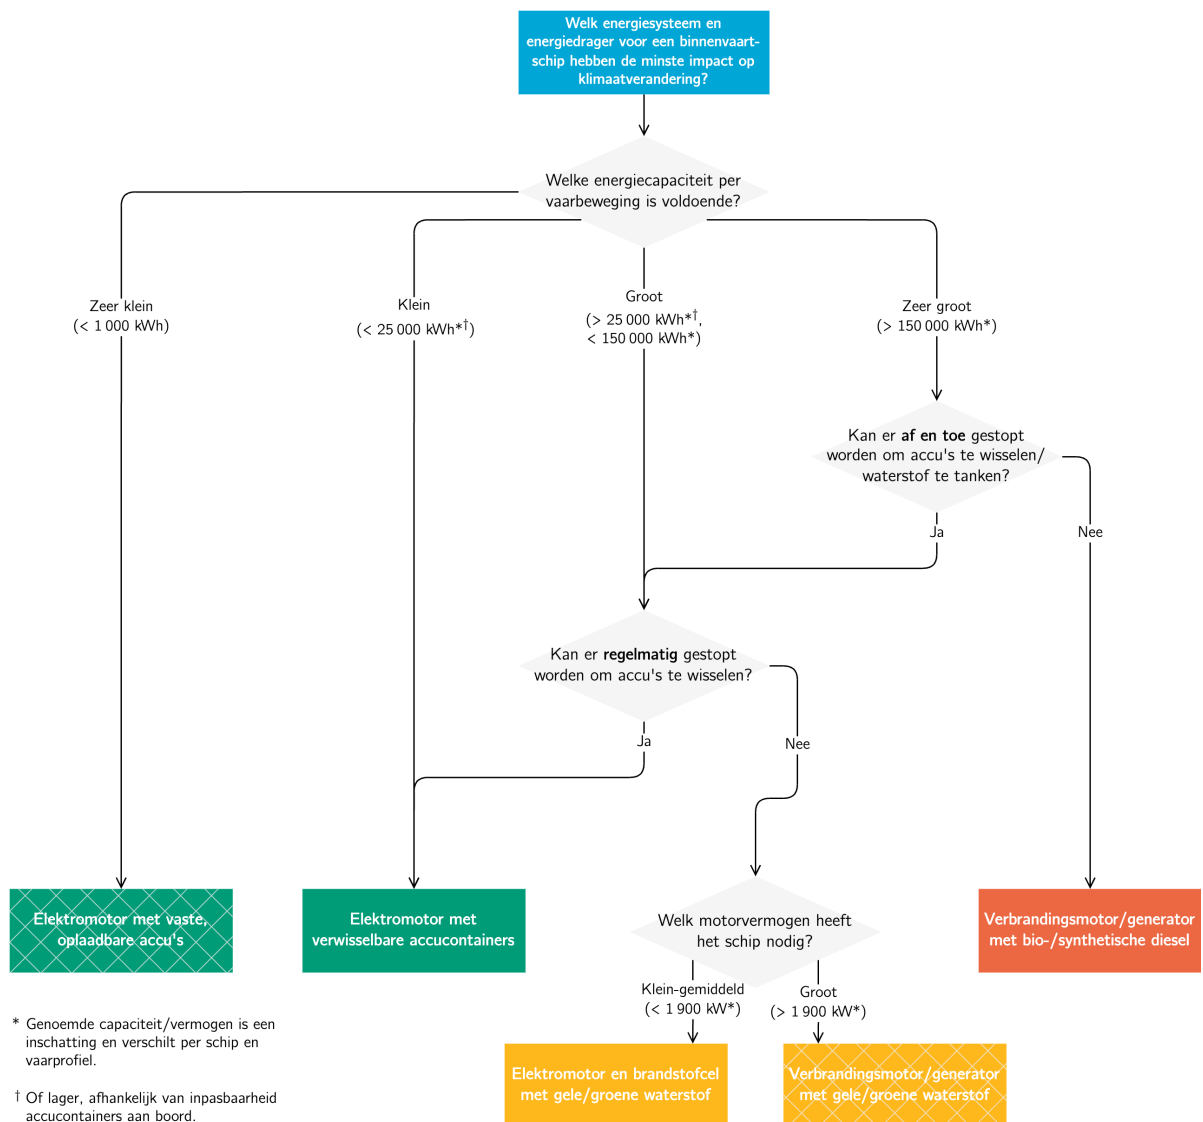 Welk energiesysteem en
energiedrager voor een binnenvaart-
schip hebben de minste impact op
klimaatverandering?
Welke energiecapaciteit per
vaarbeweging is voldoende?
Zeer klein
(< 1 000 kWh)
Klein
(< 25 000 kWh*†)
Groot
(> 25 000 kWh*†,
< 150 000 kWh*)
Zeer groot
(> 150 000 kWh*)
Kan er af en toe gestopt
worden om accu's te wisselen/
waterstof te tanken?
Ja
Nee
Kan er regelmatig gestopt
worden om accu's te wisselen?
Ja
Nee
Elektromotor met vaste,
oplaadbare accu's
Elektromotor met
verwisselbare accucontainers
Welk motorvermogen heeft
het schip nodig?
Verbrandingsmotor/generator
met bio-/synthetische diesel
Klein-gemiddeld
(< 1 900 kW*)
Groot
(> 1 900 kW*)
Elektromotor en brandstofcel
met gele/groene waterstof
Verbrandingsmotor/generator
met gele/groene waterstof
* Genoemde capaciteit/vermogen is een
inschatting en verschilt per schip en
vaarprofiel.
† Of lager, afhankelijk van inpasbaarheid
accucontainers aan boord.